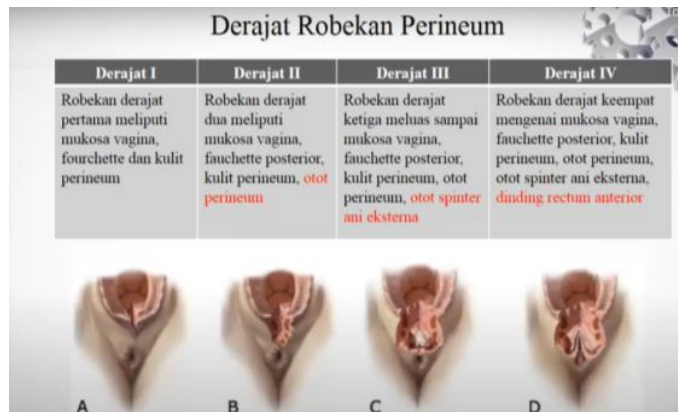 Derajat Robekan Perineum
Derajat I
Derajat II
Derajat III
Derajat IV
Robekan derajat
pertama meliputi
mukosa vagina,
fourchette dan kulit
perineum
Robekan derajat
dua meliputi
mukosa vagina,
fauchette posterior,
kulit perineum, otot
perineum
Robekan derajat
ketiga meluas sampai
mukosa vagina,
fauchette posterior,
kulit perineum, otot
perineum, otot spinter
ani eksterna
Robekan derajat keempat
mengenai mukosa vagina,
fauchette posterior, kulit
perineum, otot perineum,
otot spinter ani eksterna,
dinding rectum anterior
A
B
C
D